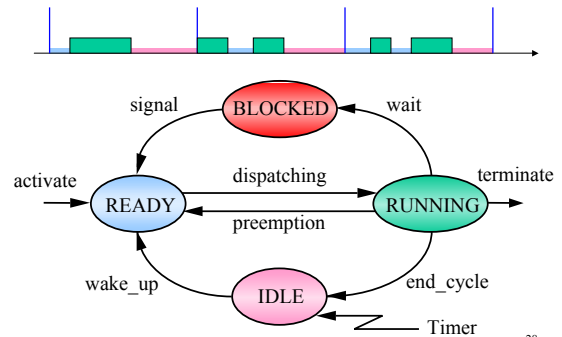 signal
BLOCKED
wait
activate
dispatching
terminate
READY
RUNNING
preemption
wake_up
IDLE
end_cycle
Timer